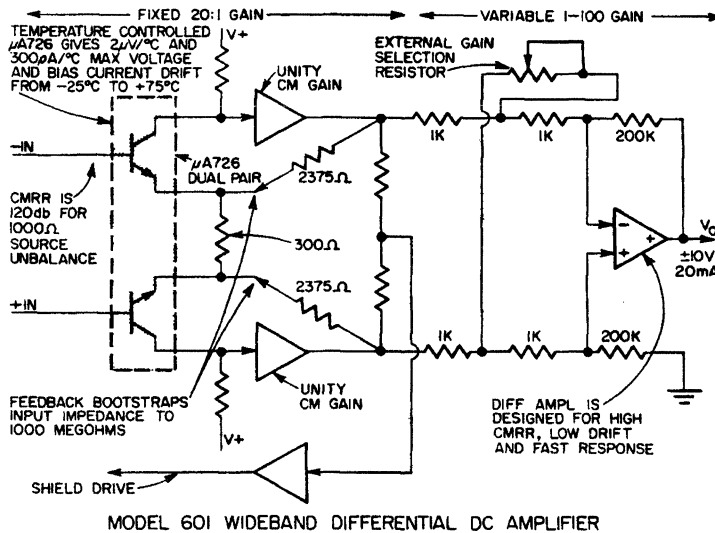 FIXED 20:1 GAIN
VARIABLE 1-100 GAIN
TEMPERATURE CONTROLLED
μA726 GIVES 2μV/°C AND
300pA/°C MAX VOLTAGE
AND BIAS CURRENT DRIFT
FROM -25°C TO +75°C
V+
UNITY
CM GAIN
EXTERNAL GAIN
SELECTION
RESISTOR
1K
1K
200K
-IN
μA726
DUAL PAIR
2375Ω
CMRR IS
120db FOR
1000Ω
SOURCE
UNBALANCE
300Ω
-
+
+
±10V
20mA
+IN
2375Ω
1K
1K
200K
FEEDBACK BOOTSTRAPS
INPUT IMPEDANCE TO
1000 MEGOHMS
UNITY
CM GAIN
V+
DIFF AMPL IS
DESIGNED FOR HIGH
CMRR, LOW DRIFT
AND FAST RESPONSE
SHIELD DRIVE
MODEL 601 WIDEBAND DIFFERENTIAL DC AMPLIFIER